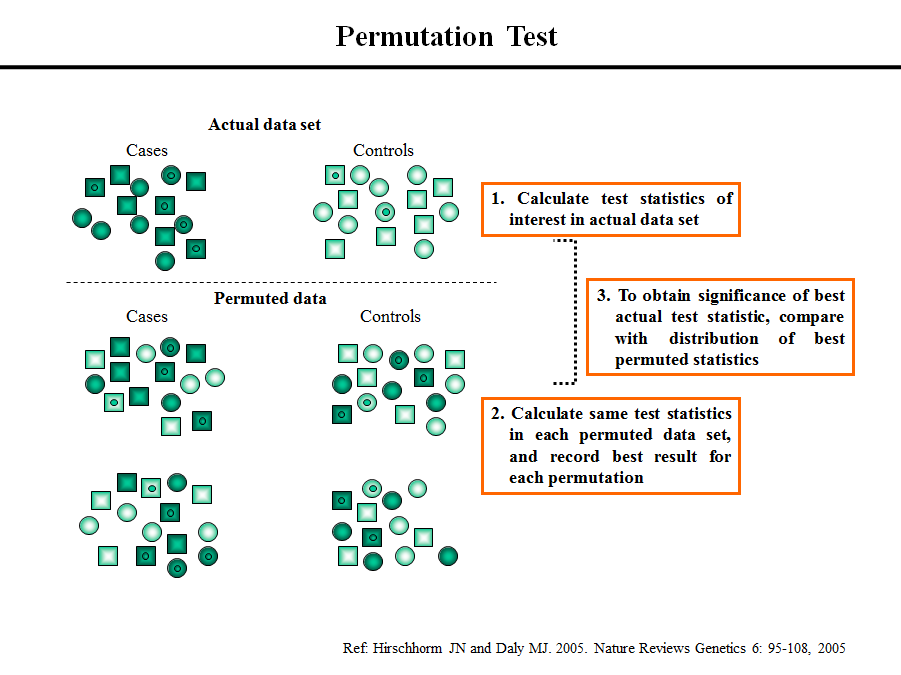 Permutation Test
Actual data set
Cases
Controls
1. Calculate test statistics of
interest in actual data set
Permuted data
Cases
Controls
3. To obtain significance of best
actual test statistic, compare
with distribution of best
permuted statistics
2. Calculate same test statistics
in each permuted data set,
and record best result for
each permutation
Ref: Hirschhorm JN and Daly MJ. 2005. Nature Reviews Genetics 6: 95-108, 2005